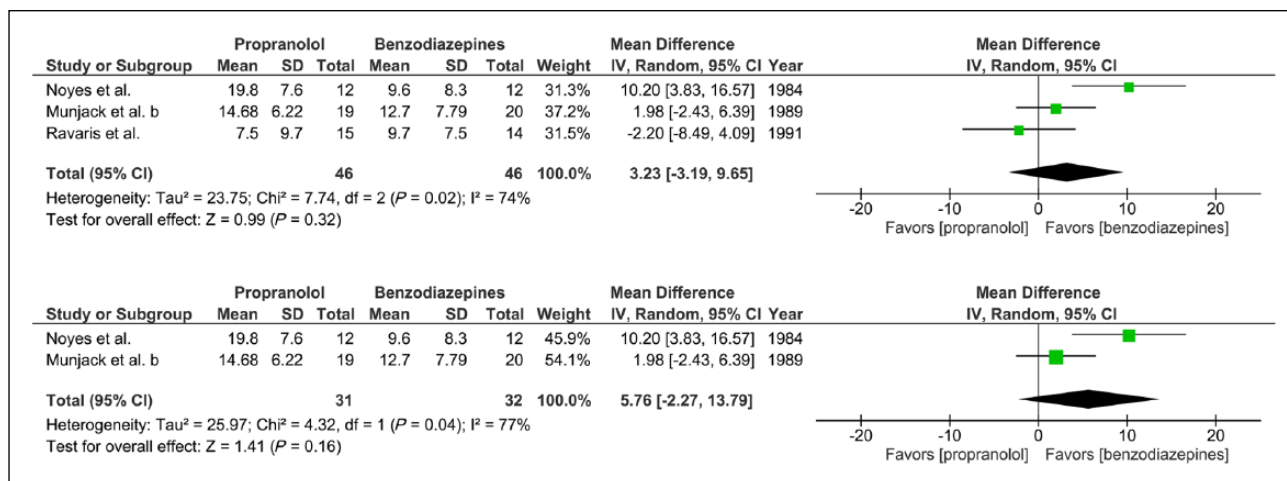 Propranolol Benzodiazepines Mean Difference Mean Difference
Study or Subgroup Mean SD Total Mean SD Total Weight IV, Random, 95% CI Year IV, Random, 95% CI
Noyes et al. 19.8 7.6 12 9.6 8.3 12 31.3% 10.20 [3.83, 16.57] 1984
Munjack et al. b 14.68 6.22 19 12.7 7.79 20 37.2% 1.98 [-2.43, 6.39] 1989
Ravaris et al. 7.5 9.7 15 9.7 7.5 14 31.5% -2.20 [-8.49, 4.09] 1991
Total (95% CI) 46 46 100.0% 3.23 [-3.19, 9.65]
Heterogeneity: Tau² = 23.75; Chi² = 7.74, df = 2 (P = 0.02); I² = 74%
Test for overall effect: Z = 0.99 (P = 0.32)
-20 -10 0 10 20
Favors [propranolol] Favors [benzodiazepines]
Propranolol Benzodiazepines Mean Difference Mean Difference
Study or Subgroup Mean SD Total Mean SD Total Weight IV, Random, 95% CI Year IV, Random, 95% CI
Noyes et al. 19.8 7.6 12 9.6 8.3 12 45.9% 10.20 [3.83, 16.57] 1984
Munjack et al. b 14.68 6.22 19 12.7 7.79 20 54.1% 1.98 [-2.43, 6.39] 1989
Total (95% CI) 31 32 100.0% 5.76 [-2.27, 13.79]
Heterogeneity: Tau² = 25.97; Chi² = 4.32, df = 1 (P = 0.04); I² = 77%
Test for overall effect: Z = 1.41 (P = 0.16)
-20 -10 0 10 20
Favors [propranolol] Favors [benzodiazepines]